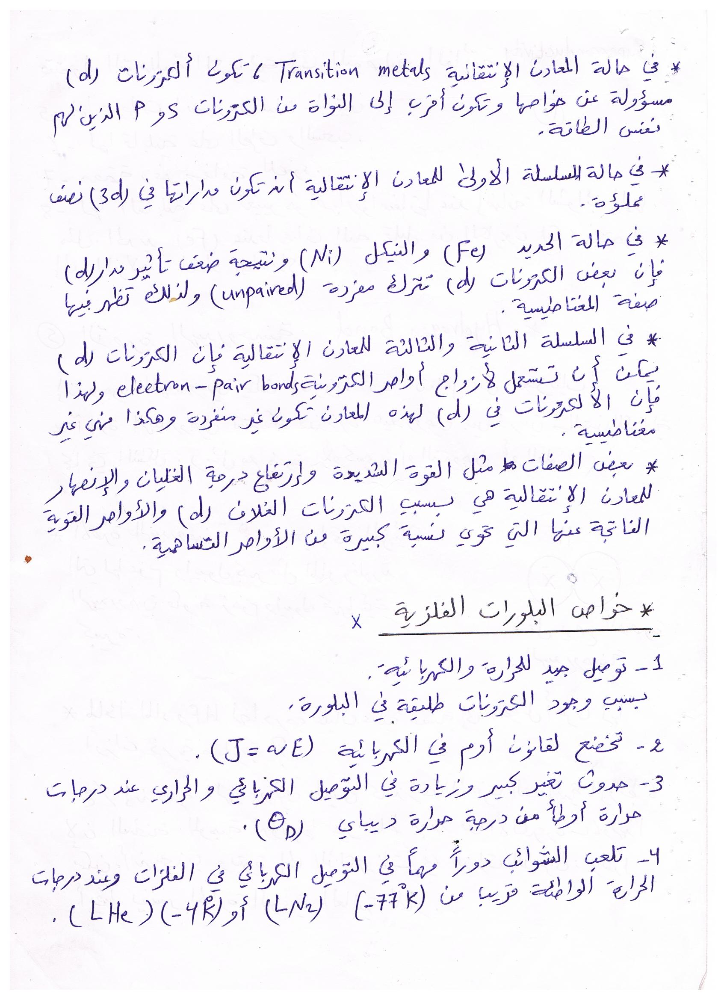 * في حالة المعادن الإنتقالية Transition metals ، تكون ألكترونات (d)
مسؤولة عن خواصها وتكون أقرب إلى النواة من الكترونات s و P الذين لهم
نفس الطاقة.
*- في حالة السلسلة الأولى للمعادن الإنتقالية أن تكون مداراتها في (3d) نصف
مملؤة.
* في حالة الحديد (Fe) والنيكل (Ni) ونتيجة ضعف تأثير مدار (d)
فإن بعض الكترونات (d) تترك مفردة (unpaired) ولذلك تظهر فيها
صفة المغناطيسية.
* في السلسلة الثانية والثالثة للمعادن الإنتقالية فإن الكترونات (d)
يمكن أن تستعمل لأزواج أواصر الكترونية electron-pair bonds ولهذا
فإن الألكترونات في (d) لهذه المعادن تكون غير منفردة وهكذا فهي غير
مغناطيسية.
* بعض الصفات مثل القوة الشديدة وإرتفاع درجة الغليان والإنصهار
للمعادن الإنتقالية هي بسبب الكترونات الغلاف (d) والأواصر القوية
الناتجة عنها التي تحوي نسبة كبيرة من الأواصر التساهمية.
* خواص البلورات الفلزية x
1- توصيل جيد للحرارة والكهربائية.
بسبب وجود الكترونات طليقة في البلورة.
2- تخضع لقانون أوم في الكهربائية (J = σE).
3- حدوث تغير كبير وزيادة في التوصيل الكهربائي والحراري عند درجات
حرارة أوطأ من درجة حرارة ديباي (θD).
4- تلعب الشوائب دوراً مهماً في التوصيل الكهربائي في الفلزات وعند درجات
الحرارة الواطئة قريبا من (-77°K) (LN2) أو (-4°K) (LHe).